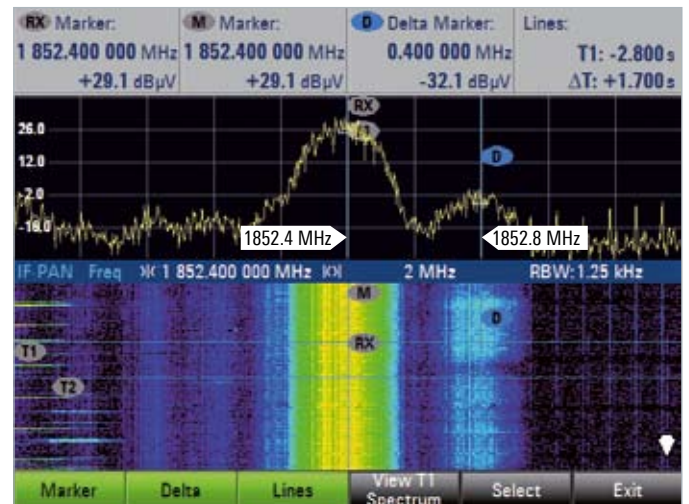 RX Marker: M Marker: D Delta Marker: Lines:
1 852.400 000 MHz 1 852.400 000 MHz 0.400 000 MHz T1: -2.800 s
+29.1 dBµV +29.1 dBµV -32.1 dBµV ΔT: +1.700 s
RX
26.0
12.0
D
-2.0
-16.0
1852.4 MHz 1852.8 MHz
IF-PAN Freq 1 852.400 000 MHz 2 MHz RBW: 1.25 kHz
M
D
RX
T1
T2
Marker Delta Lines View T1 Spectrum Select Exit